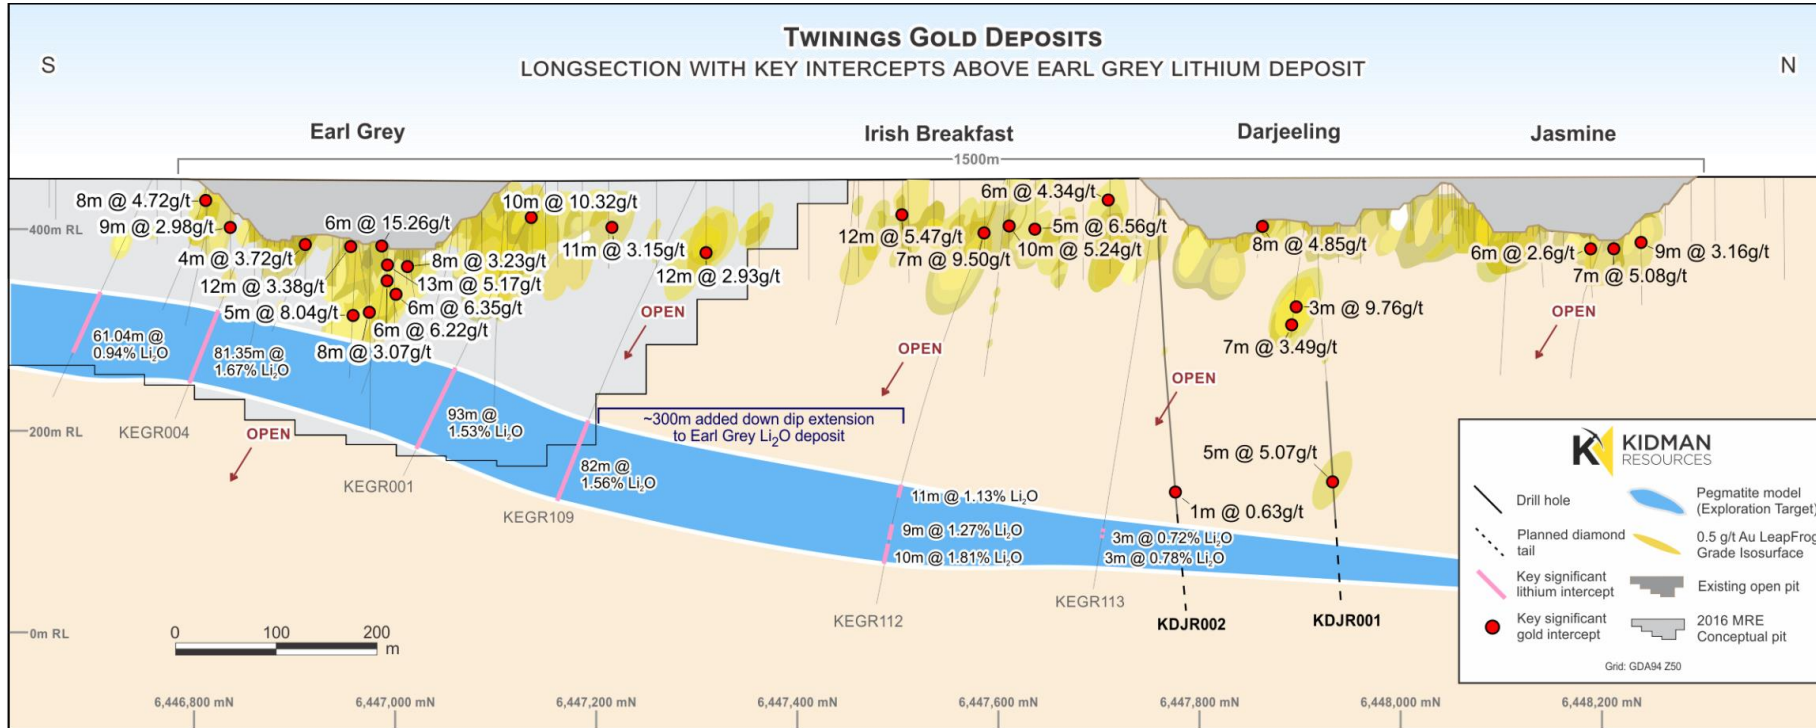 TWININGS GOLD DEPOSITS
LONGSECTION WITH KEY INTERCEPTS ABOVE EARL GREY LITHIUM DEPOSIT
S
N
Earl Grey
Irish Breakfast
Darjeeling
Jasmine
1500m
8m @ 4.72g/t
9m @ 2.98g/t
4m @ 3.72g/t
12m @ 3.38g/t
5m @ 8.04g/t
6m @ 15.26g/t
8m @ 3.23g/t
13m @ 5.17g/t
6m @ 6.35g/t
6m @ 6.22g/t
8m @ 3.07g/t
10m @ 10.32g/t
11m @ 3.15g/t
12m @ 2.93g/t
6m @ 4.34g/t
12m @ 5.47g/t
5m @ 6.56g/t
7m @ 9.50g/t
10m @ 5.24g/t
8m @ 4.85g/t
3m @ 9.76g/t
7m @ 3.49g/t
6m @ 2.6g/t
9m @ 3.16g/t
7m @ 5.08g/t
5m @ 5.07g/t
1m @ 0.63g/t
400m RL
200m RL
0m RL
OPEN
OPEN
OPEN
OPEN
OPEN
61.04m @
0.94% Li₂O
81.35m @
1.67% Li₂O
93m @
1.53% Li₂O
82m @
1.56% Li₂O
~300m added down dip extension
to Earl Grey Li₂O deposit
11m @ 1.13% Li₂O
9m @ 1.27% Li₂O
10m @ 1.81% Li₂O
3m @ 0.72% Li₂O
3m @ 0.78% Li₂O
KEGR004
KEGR001
KEGR109
KEGR112
KEGR113
KDJR002
KDJR001
0 100 200
m
KIDMAN
RESOURCES
Drill hole
Planned diamond
tail
Key significant
lithium intercept
Key significant
gold intercept
Pegmatite model
(Exploration Target)
0.5 g/t Au LeapFrog
Grade Isosurface
Existing open pit
2016 MRE
Conceptual pit
Grid: GDA94 Z50
6,446,800 mN
6,447,000 mN
6,447,200 mN
6,447,400 mN
6,447,600 mN
6,447,800 mN
6,448,000 mN
6,448,200 mN